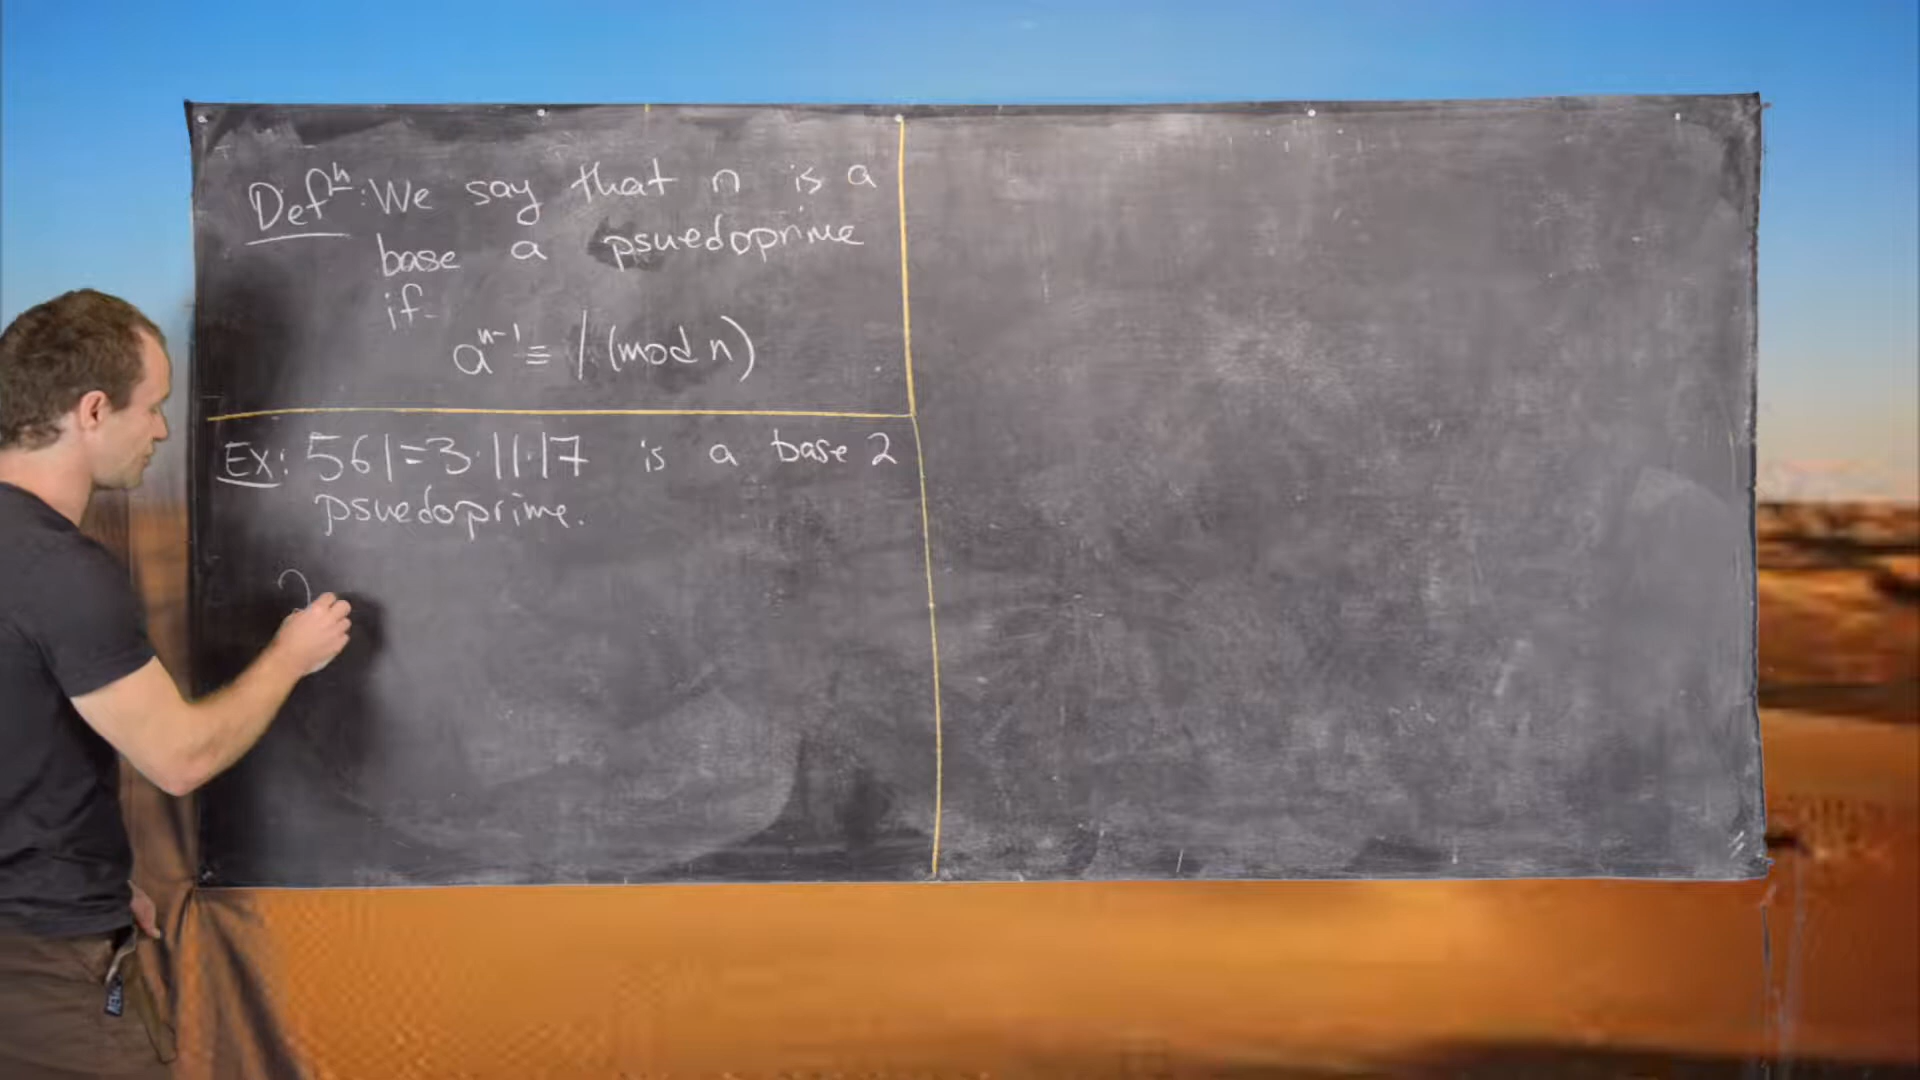 Defⁿ: We say that n is a
base a psuedoprime
if
aⁿ⁻¹ ≡ 1 (mod n)
Ex: 561=3·11·17 is a base 2
psuedoprime.
2